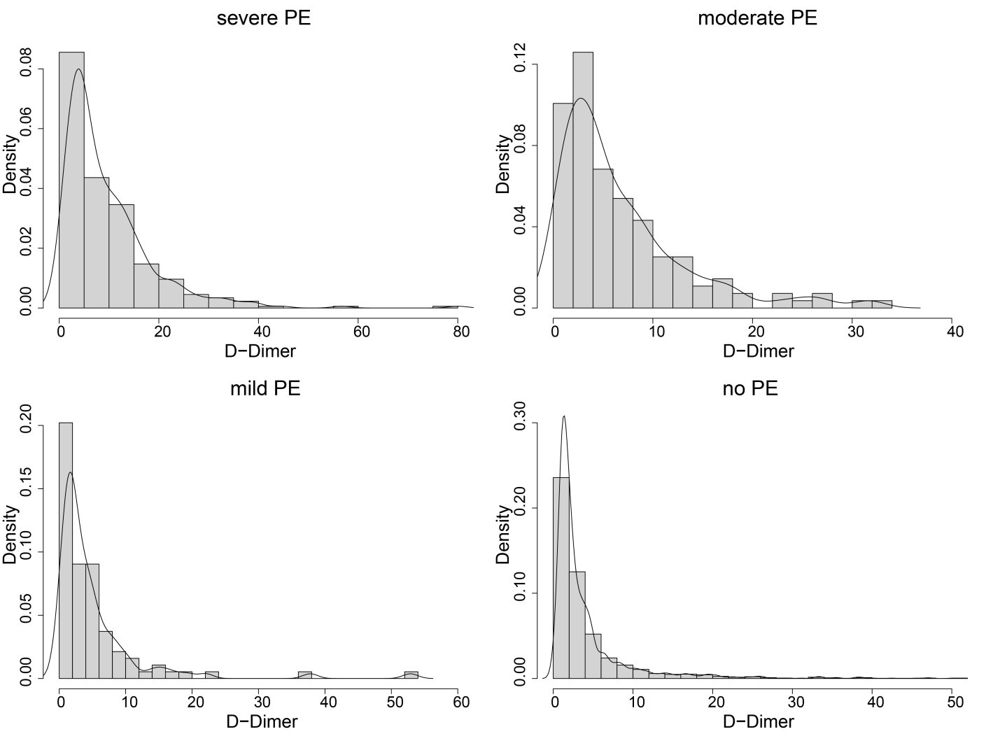 severe PE
Density
0.00 0.02 0.04 0.06 0.08
0 20 40 60 80
D−Dimer
moderate PE
Density
0.00 0.04 0.08 0.12
0 10 20 30 40
D−Dimer
mild PE
Density
0.00 0.05 0.10 0.15 0.20
0 10 20 30 40 50 60
D−Dimer
no PE
Density
0.00 0.10 0.20 0.30
0 10 20 30 40 50
D−Dimer